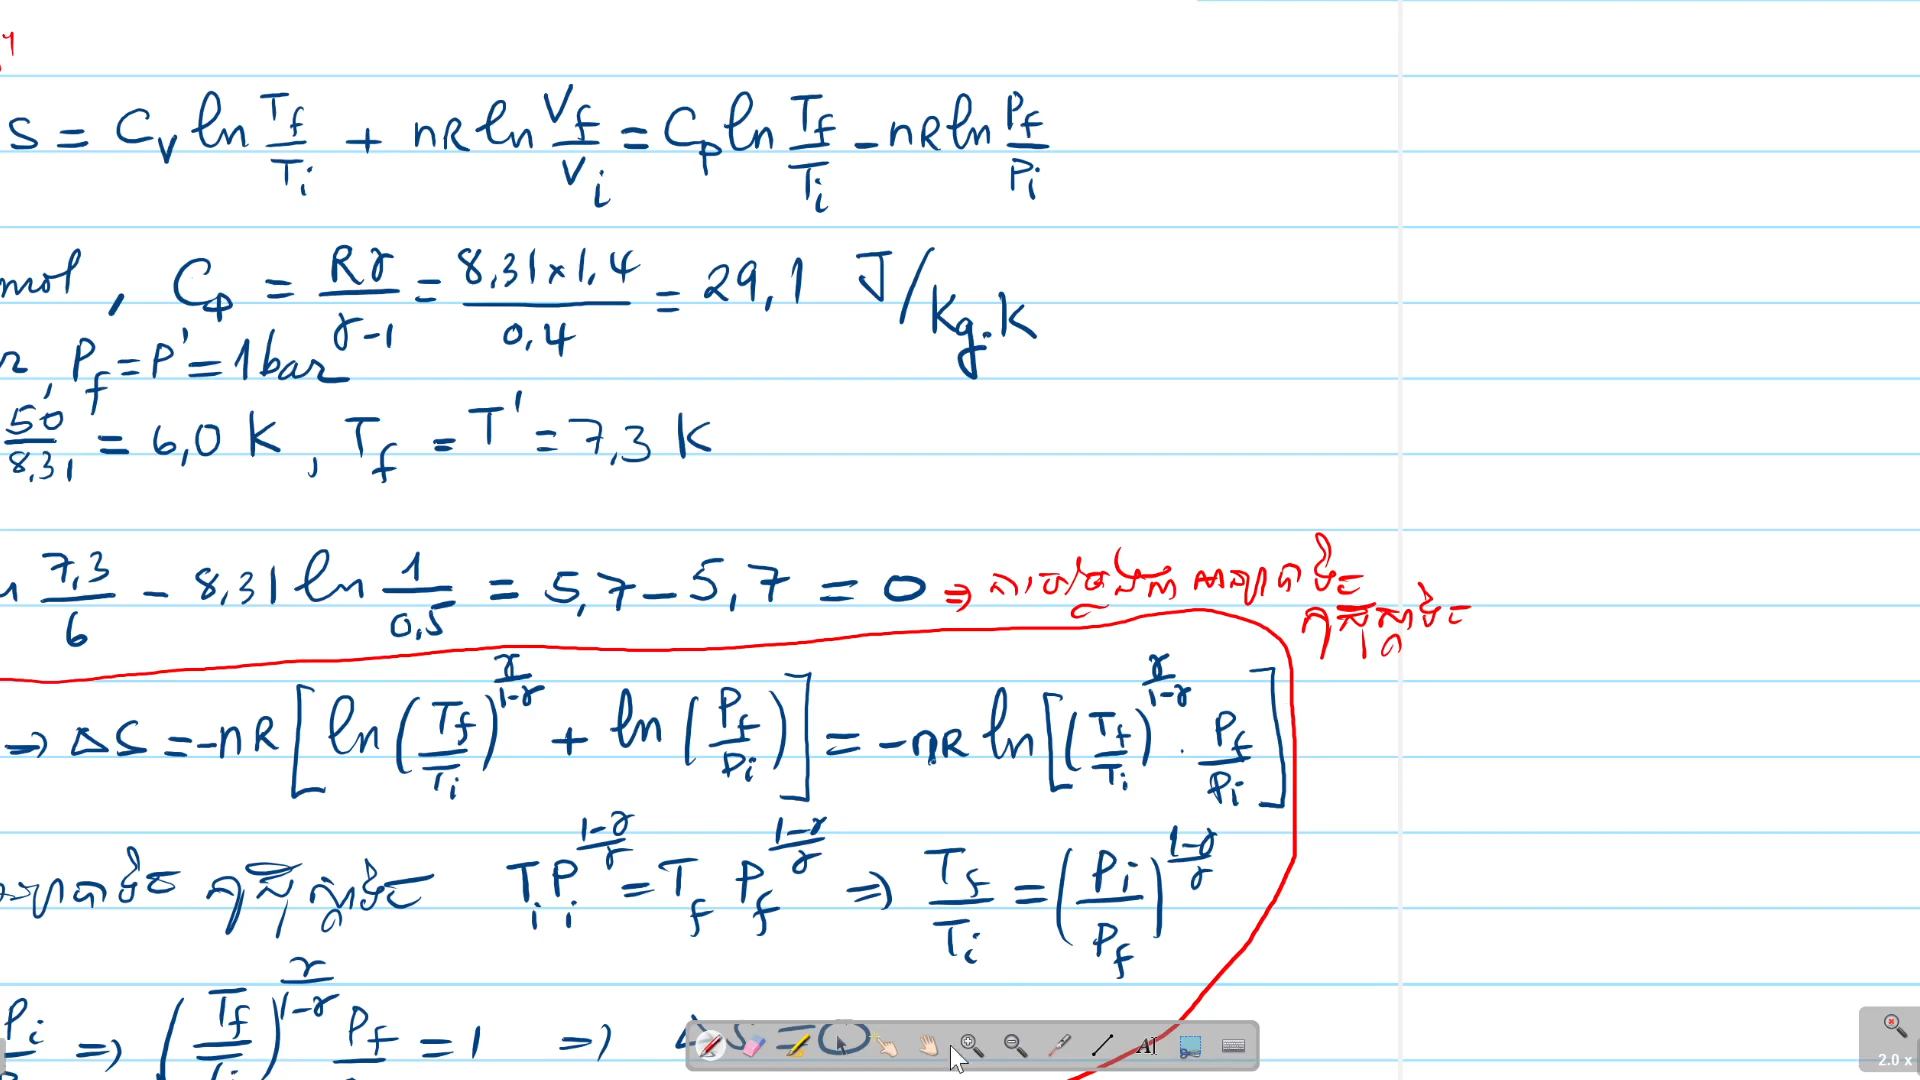 S = C_v ln T_f/T_i + nR ln V_f/V_i = C_p ln T_f/T_i - nR ln P_f/P_i
mol , C_p = Rγ/γ-1 = 8,31×1,4/0,4 = 29,1 J/kg.K
, P_f = P' = 1 bar
50/8,31 = 6,0 K , T_f = T' = 7,3 K
7,3/6 - 8,31 ln 1/0,5 = 5,7 - 5,7 = 0 ⇒
⇒ ΔS = -nR [ ln (T_f/T_i)^γ/1-γ + ln (P_f/P_i) ] = -nR ln [ (T_f/T_i)^γ/1-γ . P_f/P_i ]
T_i P_i^1-γ/γ = T_f P_f^1-γ/γ ⇒ T_f/T_i = (P_i/P_f)^1-γ/γ
P_i ⇒ (T_f/T_i)^γ/1-γ P_f = 1 ⇒ ΔS = 0
2.0 x